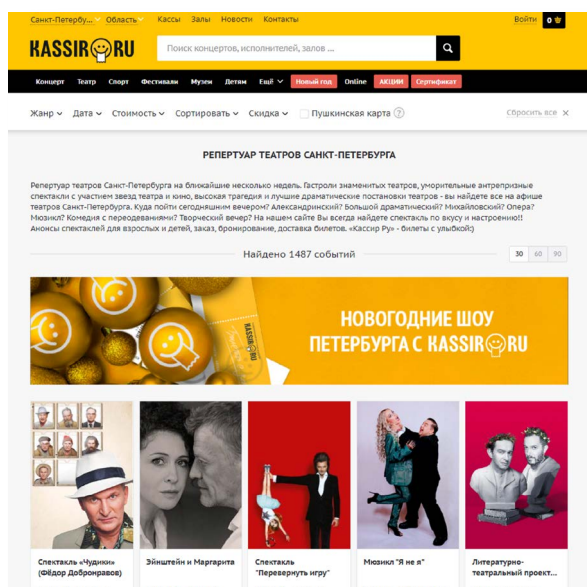 Санкт-Петербу... Область Кассы Залы Новости Контакты Войти 0
KASSIR RU
Поиск концертов, исполнителей, залов ...
Концерт Театр Спорт Фестивали Музеи Детям Ещё Новый год Online АКЦИИ Сертификат
Жанр Дата Стоимость Сортировать Скидка Пушкинская карта ? Сбросить все ×
РЕПЕРТУАР ТЕАТРОВ САНКТ-ПЕТЕРБУРГА
Репертуар театров Санкт-Петербурга на ближайшие несколько недель. Гастроли знаменитых театров, уморительные антрепризные
спектакли с участием звезд театра и кино, высокая трагедия и лучшие драматические постановки театров - вы найдете все на афише
театров Санкт-Петербурга. Куда пойти сегодняшним вечером? Александринский? Большой драматический? Михайловский? Опера?
Мюзикл? Комедия с переодеваниями? Творческий вечер? На нашем сайте Вы всегда найдете спектакль по вкусу и настроению!!
Анонсы спектаклей для взрослых и детей, заказ, бронирование, доставка билетов. «Кассир Ру» - билеты с улыбкой:)
Найдено 1487 событий
30 60 90
KASSIR RU
НОВОГОДНИЕ ШОУ
ПЕТЕРБУРГА С KASSIR RU
Спектакль «Чудики»
(Фёдор Добронравов)
Эйнштейн и Маргарита
Спектакль
"Перевернуть игру"
Мюзикл "Я не я"
Литературно-
театральный проект...